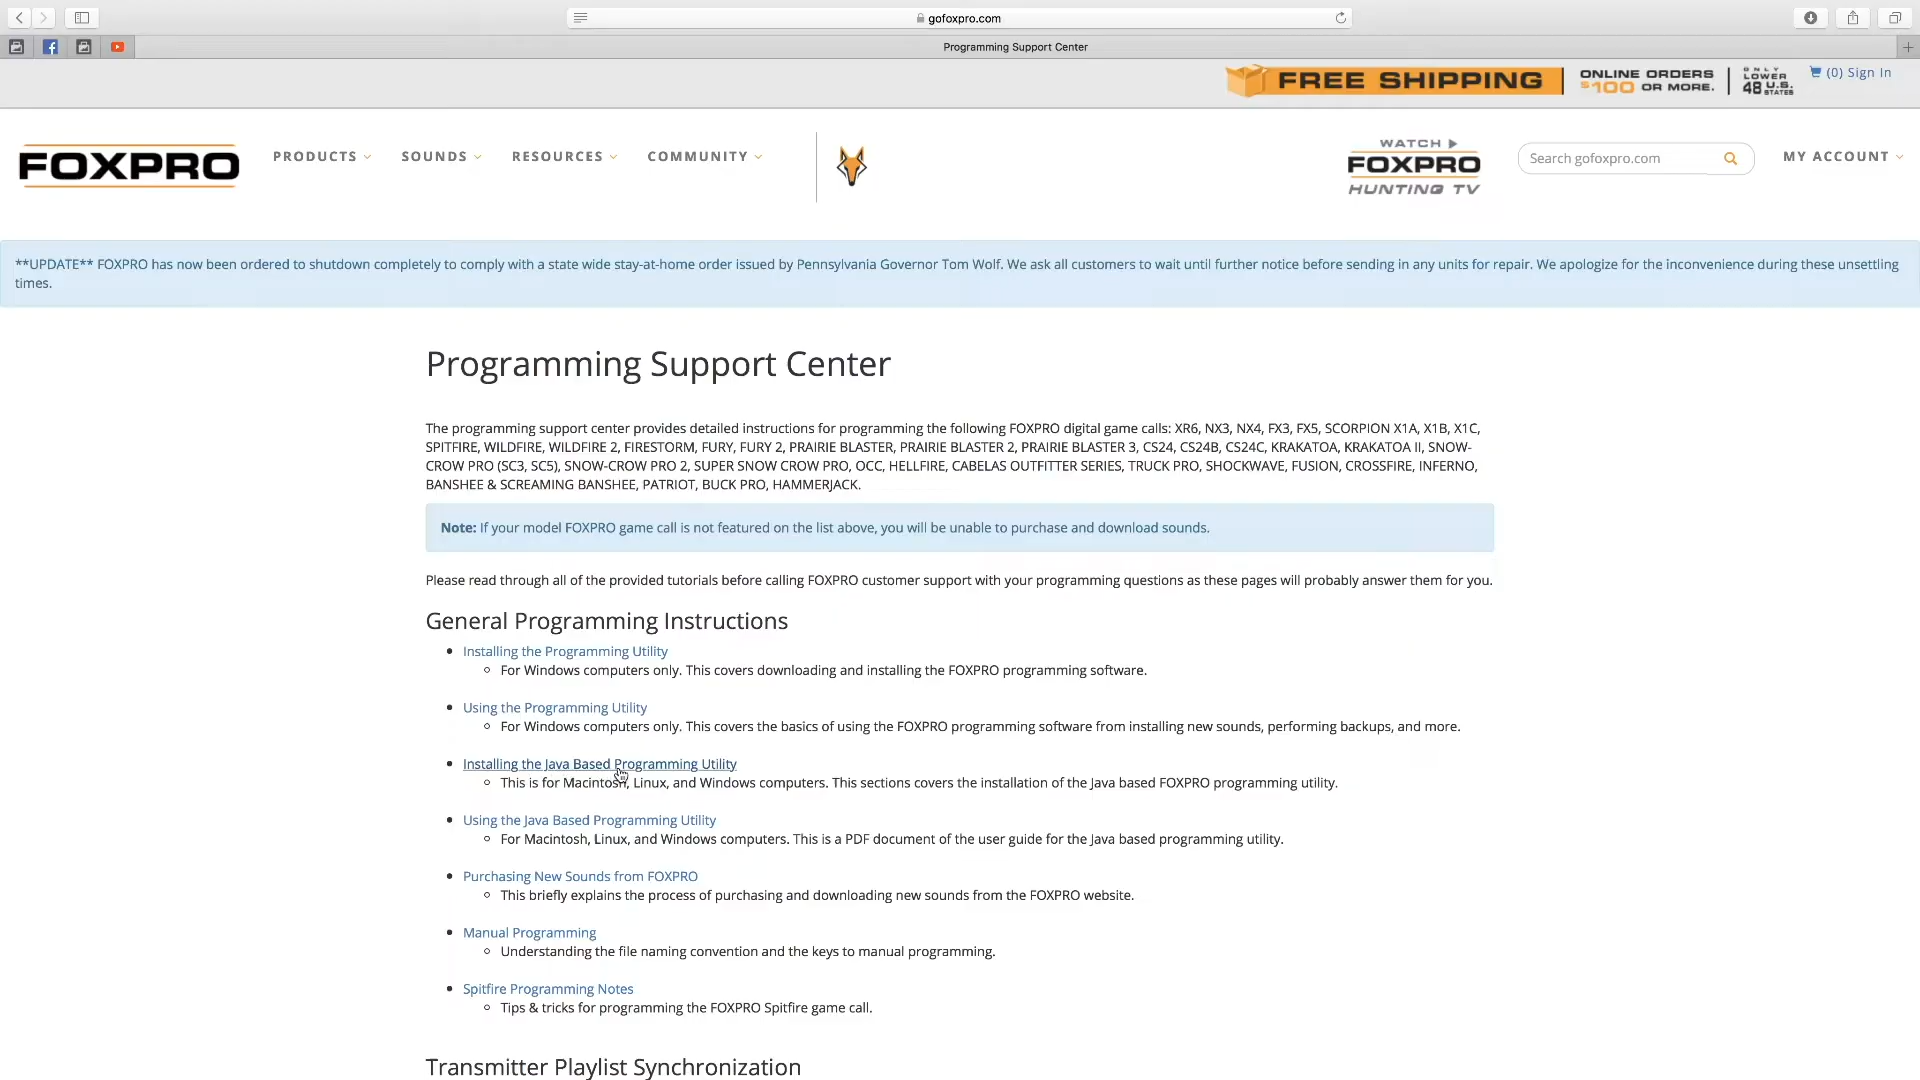 gofoxpro.com
Programming Support Center
FREE SHIPPING ONLINE ORDERS $100 OR MORE. ONLY LOWER 48 U.S. STATES
(0) Sign In
FOXPRO
PRODUCTS SOUNDS RESOURCES COMMUNITY
WATCH
FOXPRO
HUNTING TV
Search gofoxpro.com
MY ACCOUNT
**UPDATE** FOXPRO has now been ordered to shutdown completely to comply with a state wide stay-at-home order issued by Pennsylvania Governor Tom Wolf. We ask all customers to wait until further notice before sending in any units for repair. We apologize for the inconvenience during these unsettling
times.
Programming Support Center
The programming support center provides detailed instructions for programming the following FOXPRO digital game calls: XR6, NX3, NX4, FX3, FX5, SCORPION X1A, X1B, X1C,
SPITFIRE, WILDFIRE, WILDFIRE 2, FIRESTORM, FURY, FURY 2, PRAIRIE BLASTER, PRAIRIE BLASTER 2, PRAIRIE BLASTER 3, CS24, CS24B, CS24C, KRAKATOA, KRAKATOA II, SNOW-
CROW PRO (SC3, SC5), SNOW-CROW PRO 2, SUPER SNOW CROW PRO, OCC, HELLFIRE, CABELAS OUTFITTER SERIES, TRUCK PRO, SHOCKWAVE, FUSION, CROSSFIRE, INFERNO,
BANSHEE & SCREAMING BANSHEE, PATRIOT, BUCK PRO, HAMMERJACK.
Note: If your model FOXPRO game call is not featured on the list above, you will be unable to purchase and download sounds.
Please read through all of the provided tutorials before calling FOXPRO customer support with your programming questions as these pages will probably answer them for you.
General Programming Instructions
Installing the Programming Utility
For Windows computers only. This covers downloading and installing the FOXPRO programming software.
Using the Programming Utility
For Windows computers only. This covers the basics of using the FOXPRO programming software from installing new sounds, performing backups, and more.
Installing the Java Based Programming Utility
This is for Macintosh, Linux, and Windows computers. This sections covers the installation of the Java based FOXPRO programming utility.
Using the Java Based Programming Utility
For Macintosh, Linux, and Windows computers. This is a PDF document of the user guide for the Java based programming utility.
Purchasing New Sounds from FOXPRO
This briefly explains the process of purchasing and downloading new sounds from the FOXPRO website.
Manual Programming
Understanding the file naming convention and the keys to manual programming.
Spitfire Programming Notes
Tips & tricks for programming the FOXPRO Spitfire game call.
Transmitter Playlist Synchronization